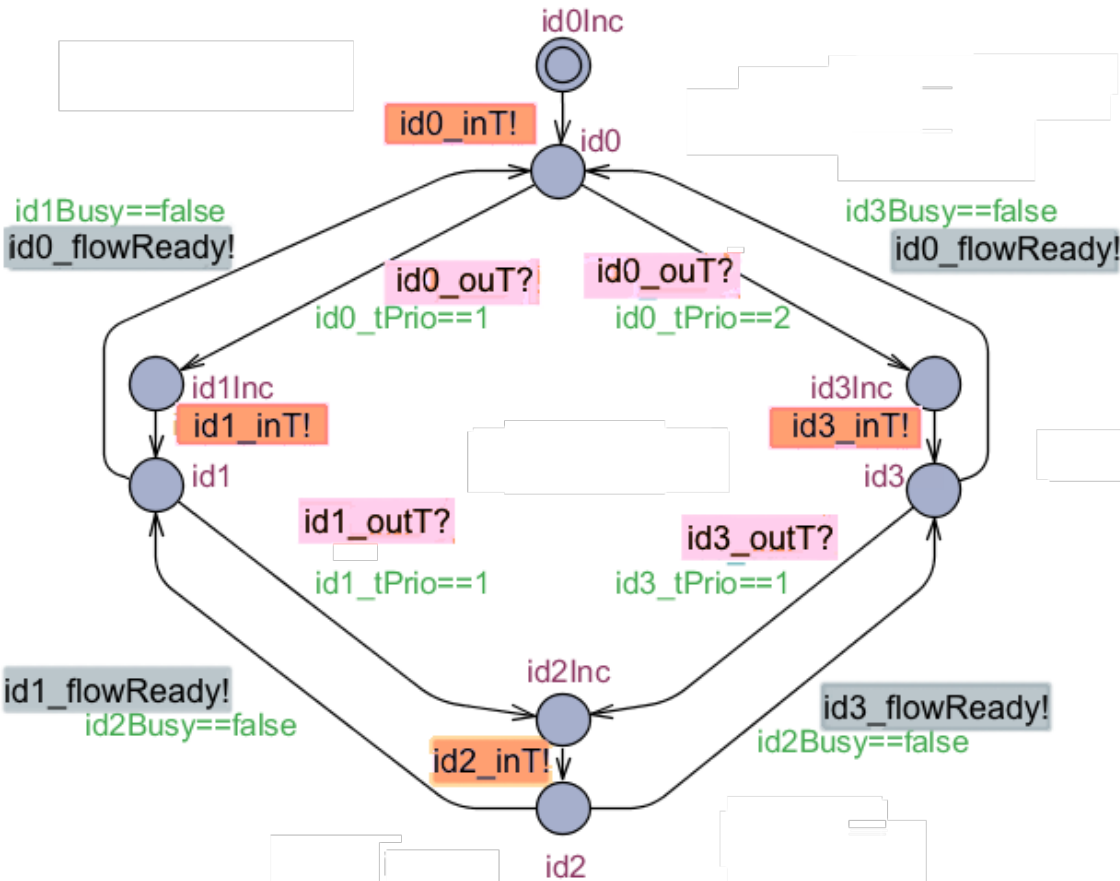 id0Inc
id0_inT!
id0
id1Busy==false
id0_flowReady!
id3Busy==false
id0_flowReady!
id0_ouT?
id0_tPrio==1
id0_ouT?
id0_tPrio==2
id1Inc
id1_inT!
id1
id3Inc
id3_inT!
id3
id1_outT?
id1_tPrio==1
id3_outT?
id3_tPrio==1
id1_flowReady!
id2Busy==false
id2Inc
id2_inT!
id3_flowReady!
id2Busy==false
id2